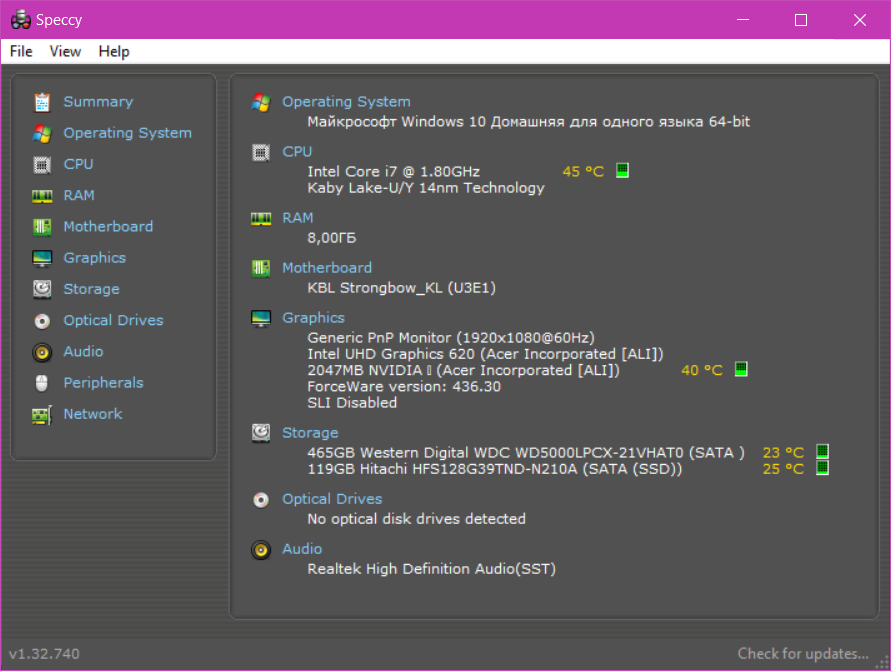 Speccy
File View Help
Summary
Operating System
CPU
RAM
Motherboard
Graphics
Storage
Optical Drives
Audio
Peripherals
Network
Operating System
Майкрософт Windows 10 Домашняя для одного языка 64-bit
CPU
Intel Core i7 @ 1.80GHz 45 °C
Kaby Lake-U/Y 14nm Technology
RAM
8,00ГБ
Motherboard
KBL Strongbow_KL (U3E1)
Graphics
Generic PnP Monitor (1920x1080@60Hz)
Intel UHD Graphics 620 (Acer Incorporated [ALI])
2047MB NVIDIA ▯ (Acer Incorporated [ALI]) 40 °C
ForceWare version: 436.30
SLI Disabled
Storage
465GB Western Digital WDC WD5000LPCX-21VHAT0 (SATA ) 23 °C
119GB Hitachi HFS128G39TND-N210A (SATA (SSD)) 25 °C
Optical Drives
No optical disk drives detected
Audio
Realtek High Definition Audio(SST)
v1.32.740 Check for updates...